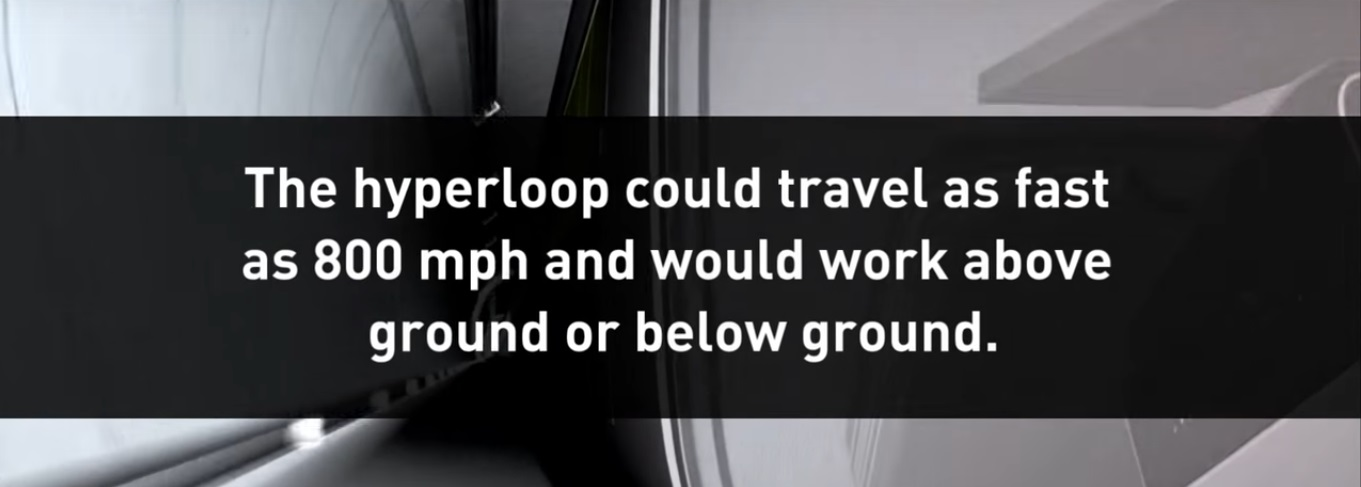 The hyperloop could travel as fast
as 800 mph and would work above
ground or below ground.